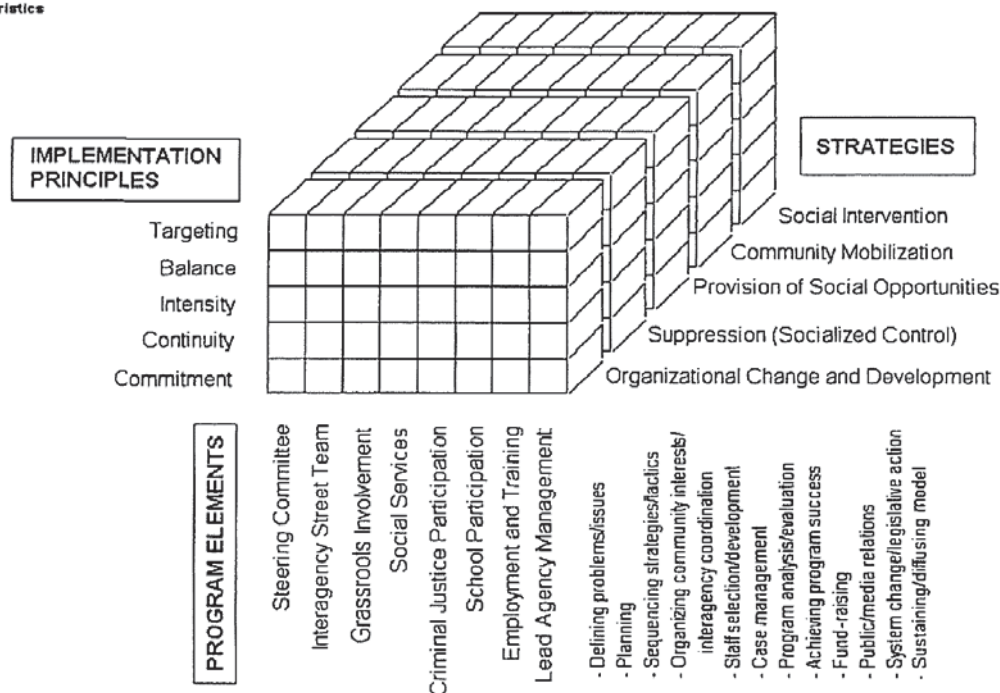 ristics
IMPLEMENTATION
PRINCIPLES
Targeting
Balance
Intensity
Continuity
Commitment
STRATEGIES
Social Intervention
Community Mobilization
Provision of Social Opportunities
Suppression (Socialized Control)
Organizational Change and Development
PROGRAM ELEMENTS
Steering Committee
Interagency Street Team
Grassrools Involvement
Social Services
Criminal Justice Participation
School Participation
Employment and Training
Lead Agency Management
- Defining problems/issues
- Planning
- Sequencing strategies/tactics
- Organizing community interests/
interagency coordination
- Staff selection/development
- Case management
- Program analysis/evaluation
- Achieving program success
- Fund-raising
- Public/media relations
- System change/legislative action
- Sustaining/diffusing model